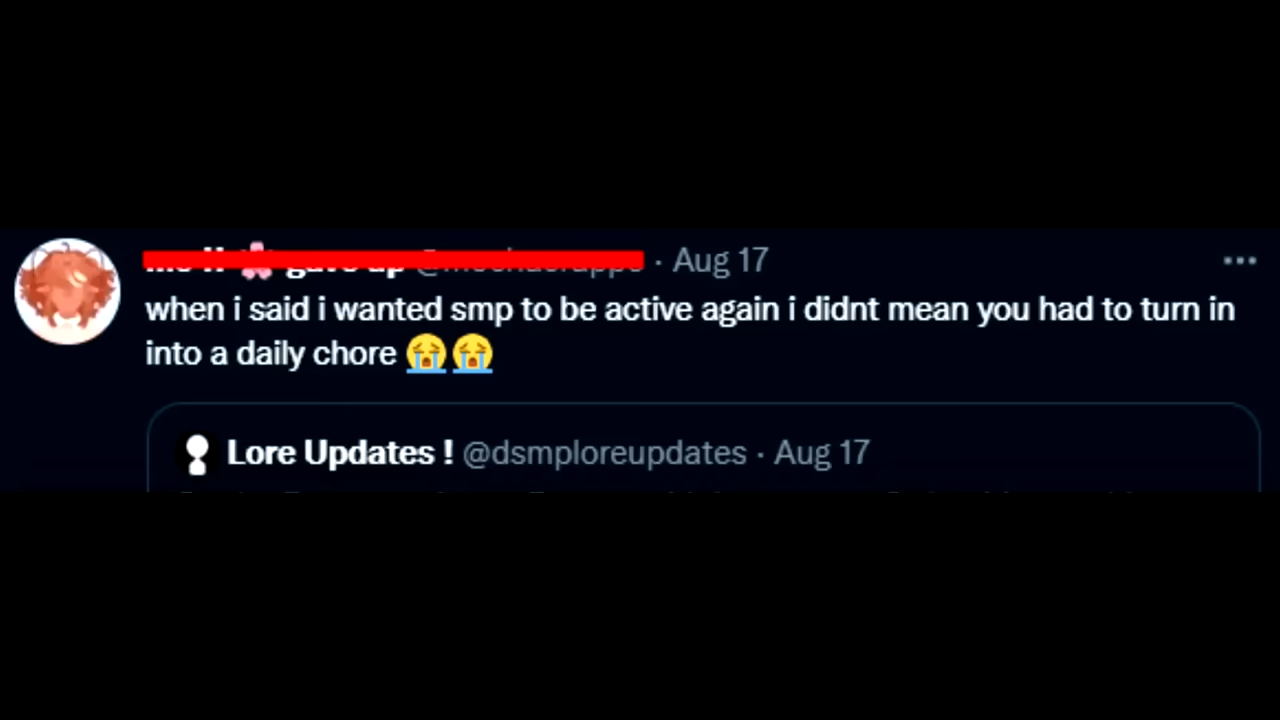 · Aug 17
when i said i wanted smp to be active again i didnt mean you had to turn in
into a daily chore 😭😭
Lore Updates ! @dsmploreupdates · Aug 17